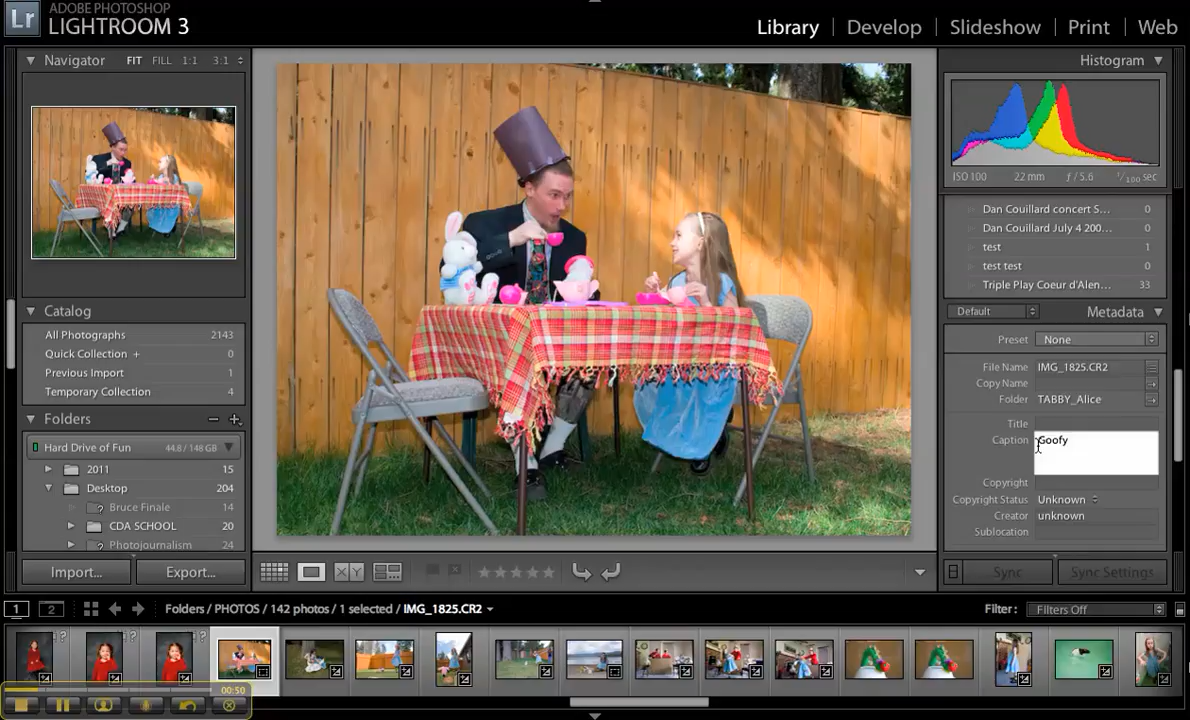 Lr ADOBE PHOTOSHOP
LIGHTROOM 3
Library Develop Slideshow Print Web
Navigator FIT FILL 1:1 3:1
Catalog
All Photographs 2143
Quick Collection + 0
Previous Import 1
Temporary Collection 4
Folders
Hard Drive of Fun 44.8 / 148 GB
2011 15
Desktop 204
Bruce Finale 14
CDA SCHOOL 20
Photojournalism 24
Import... Export...
Histogram
ISO 100 22 mm ƒ / 5.6 1/100 sec
Dan Couillard concert S... 0
Dan Couillard July 4 200... 0
test 1
test test 0
Triple Play Coeur d'Alen... 33
Default Metadata
Preset None
File Name IMG_1825.CR2
Copy Name
Folder TABBY_Alice
Title
Caption Goofy
Copyright
Copyright Status Unknown
Creator unknown
Sublocation
Sync Sync Settings
XY
1 2 Folders / PHOTOS / 142 photos / 1 selected / IMG_1825.CR2 Filter : Filters Off
? ? ?
00:50